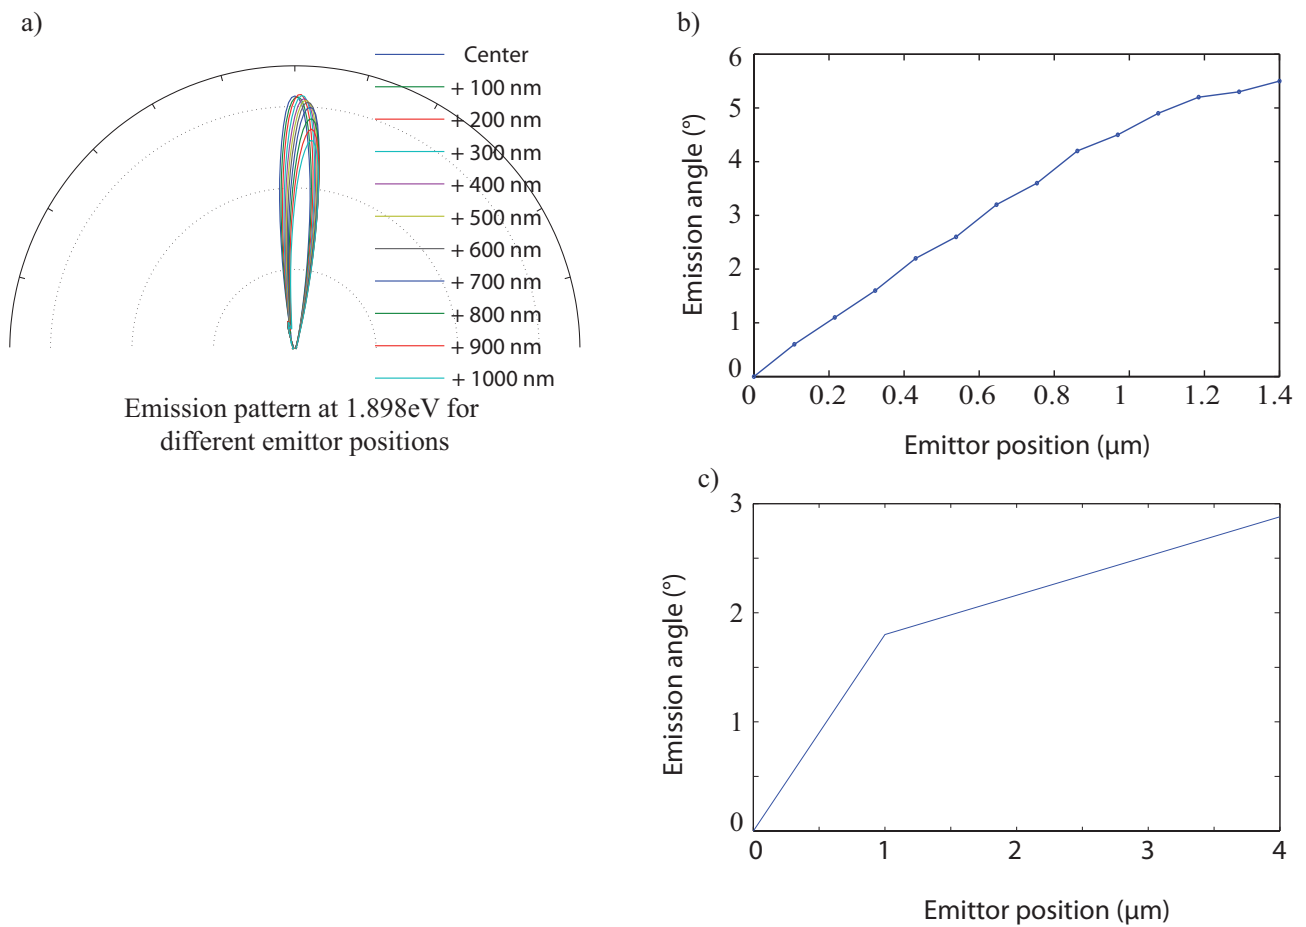 a)
Center
+ 100 nm
+ 200 nm
+ 300 nm
+ 400 nm
+ 500 nm
+ 600 nm
+ 700 nm
+ 800 nm
+ 900 nm
+ 1000 nm
Emission pattern at 1.898eV for
different emittor positions
b)
6
5
4
3
2
1
0
Emission angle (°)
0 0.2 0.4 0.6 0.8 1 1.2 1.4
Emittor position (µm)
c)
3
2
1
0
Emission angle (°)
0 1 2 3 4
Emittor position (µm)